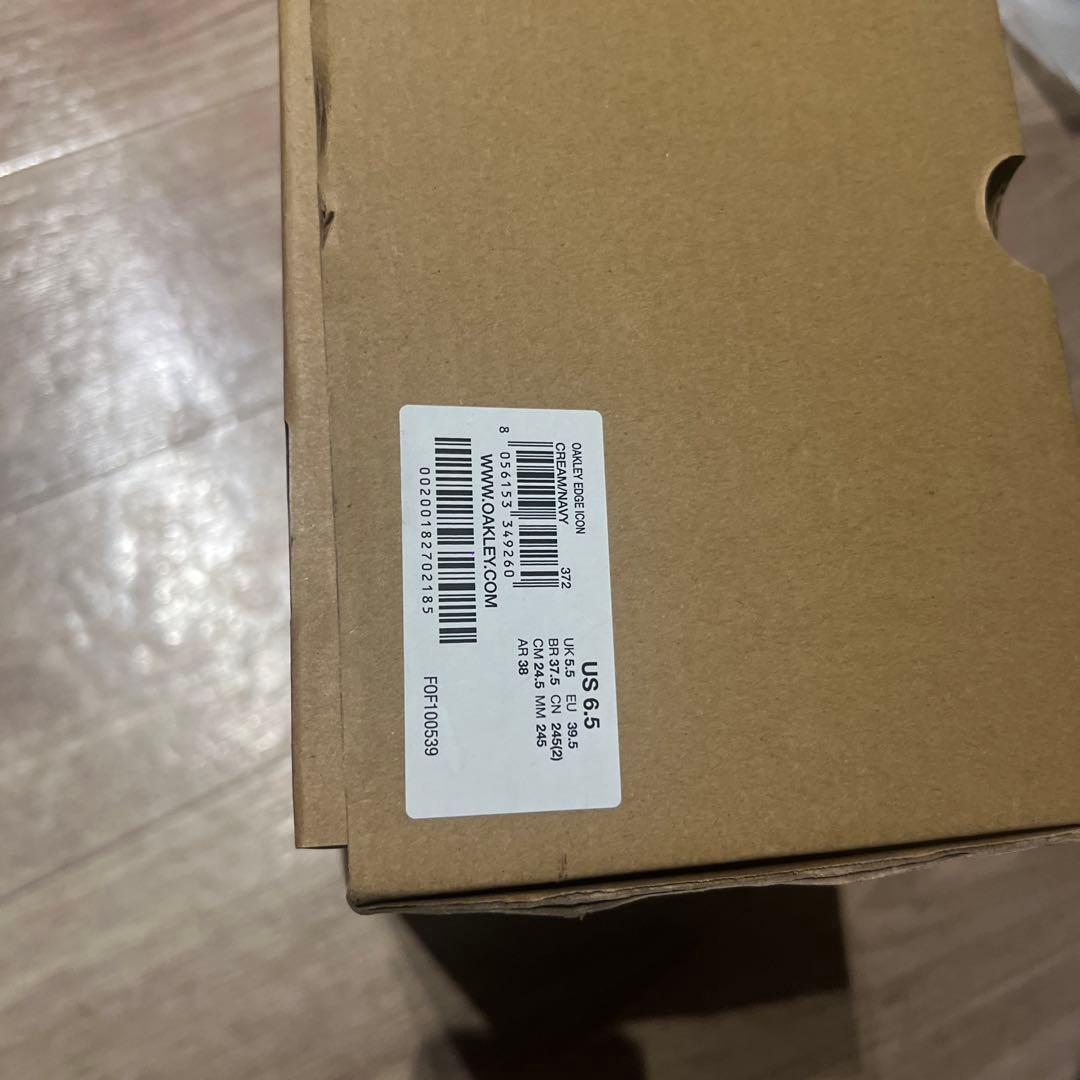 OAKLEY EDGE ICON
CREAM/NAVY 372
8 056153 349260
WWW.OAKLEY.COM
00200182702185
US 6.5
UK 5.5 EU 39.5
BR 37.5 CN 245(2)
CM 24.5 MM 245
AR 38
FOF100539